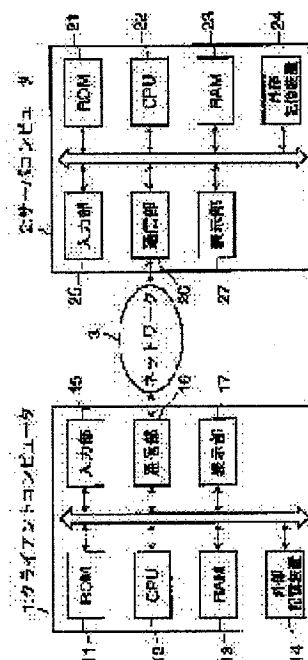 1:クライアントコンピュータ
11 ROM
12 CPU
13 RAM
14 外部記憶装置
15 入力部
16 通信部
17 表示部
3
ネットワーク
2:サーバコンピュータ
入力部
26 通信部
27 表示部
21 ROM
22 CPU
23 RAM
24 外部記憶装置